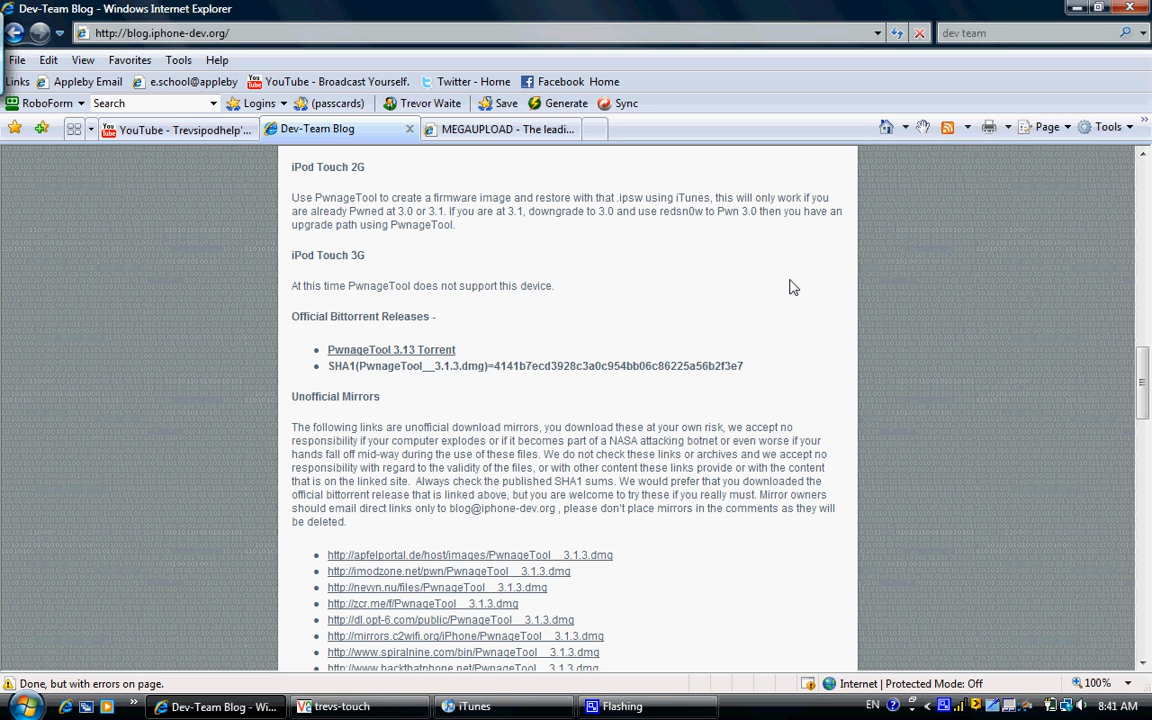 Dev-Team Blog - Windows Internet Explorer
http://blog.iphone-dev.org/
dev team
File Edit View Favorites Tools Help
Links Appleby Email e.school@appleby YouTube - Broadcast Yourself. Twitter - Home Facebook Home
RoboForm Search Logins (passcards) Trevor Waite Save Generate Sync
YouTube - Trevsipodhelp'... Dev-Team Blog MEGAUPLOAD - The leadi... Page Tools
iPod Touch 2G
Use PwnageTool to create a firmware image and restore with that .ipsw using iTunes, this will only work if you
are already Pwned at 3.0 or 3.1. If you are at 3.1, downgrade to 3.0 and use redsn0w to Pwn 3.0 then you have an
upgrade path using PwnageTool.
iPod Touch 3G
At this time PwnageTool does not support this device.
Official Bittorrent Releases -
PwnageTool 3.13 Torrent
SHA1(PwnageTool__3.1.3.dmg)=4141b7ecd3928c3a0c954bb06c86225a56b2f3e7
Unofficial Mirrors
The following links are unofficial download mirrors, you download these at your own risk, we accept no
responsibility if your computer explodes or if it becomes part of a NASA attacking botnet or even worse if your
hands fall off mid-way during the use of these files. We do not check these links or archives and we accept no
responsibility with regard to the validity of the files, or with other content these links provide or with the content
that is on the linked site. Always check the published SHA1 sums. We would prefer that you downloaded the
official bittorrent release that is linked above, but you are welcome to try these if you really must. Mirror owners
should email direct links only to blog@iphone-dev.org , please don't place mirrors in the comments as they will
be deleted.
http://apfelportal.de/host/images/PwnageTool__3.1.3.dmg
http://imodzone.net/pwn/PwnageTool__3.1.3.dmg
http://nevyn.nu/files/PwnageTool__3.1.3.dmg
http://zcr.me/f/PwnageTool__3.1.3.dmg
http://dl.opt-6.com/public/PwnageTool__3.1.3.dmg
http://mirrors.c2wifi.org/iPhone/PwnageTool__3.1.3.dmg
http://www.spiralnine.com/bin/PwnageTool__3.1.3.dmg
http://www.hackthatphone.net/PwnageTool__3.1.3.dmg
Done, but with errors on page. Internet | Protected Mode: Off 100%
Dev-Team Blog - Wi... trevs-touch iTunes Flashing EN 8:41 AM